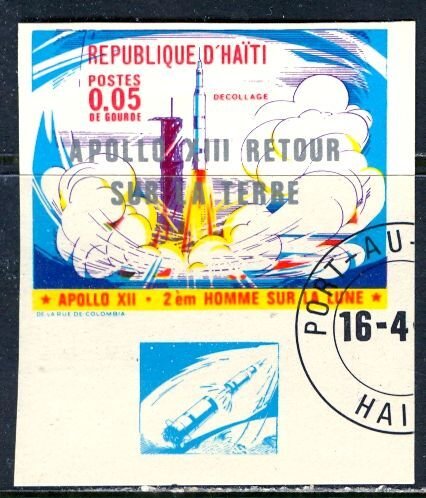 REPUBLIQUE D'HAÏTI
POSTES
0.05
DE GOURDE
DECOLLAGE
APOLLO XIII RETOUR
SUR LA TERRE
★ APOLLO XII • 2èm HOMME SUR LA LUNE ★
DE LA RUE DE COLOMBIA
PORT-AU-
16-4-
HAI